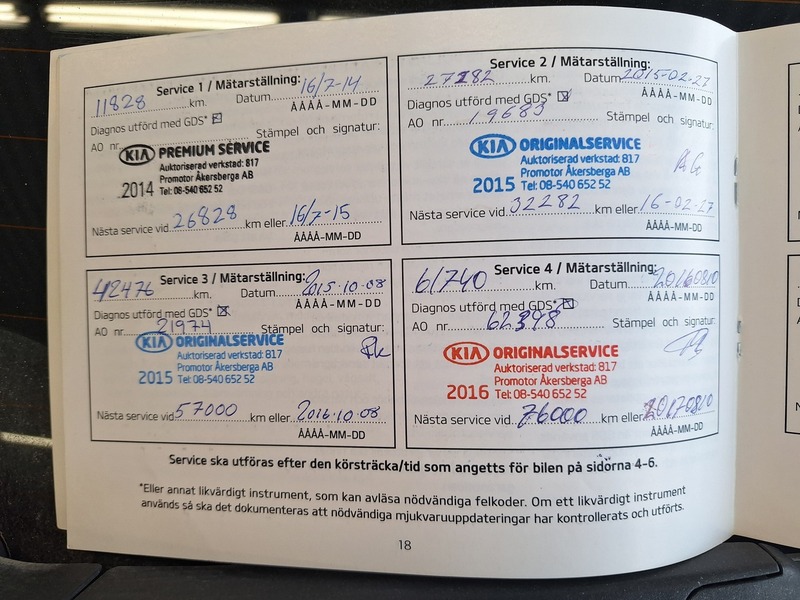 Service 1 / Mätarställning:
11828 km. Datum 16/7-14
ÅÅÅÅ-MM-DD
Diagnos utförd med GDS*
AO nr. Stämpel och signatur:
KIA PREMIUM SERVICE
Auktoriserad verkstad: 817
Promotor Åkersberga AB
2014 Tel: 08-540 652 52
Nästa service vid 26828 km eller 16/7-15
ÅÅÅÅ-MM-DD
Service 2 / Mätarställning:
27282 km. Datum 2015-02-27
ÅÅÅÅ-MM-DD
Diagnos utförd med GDS*
AO nr. 19683 Stämpel och signatur:
KIA ORIGINALSERVICE
Auktoriserad verkstad: 817
Promotor Åkersberga AB
2015 Tel: 08-540 652 52
Nästa service vid 32282 km eller 16-02-27
ÅÅÅÅ-MM-DD
Service 3 / Mätarställning:
42476 km. Datum 2015-10-08
ÅÅÅÅ-MM-DD
Diagnos utförd med GDS*
AO nr 21974 Stämpel och signatur:
KIA ORIGINALSERVICE
Auktoriserad verkstad: 817
Promotor Åkersberga AB
2015 Tel: 08-540 652 52
Nästa service vid 57000 km eller 2016-10-08
ÅÅÅÅ-MM-DD
Service 4 / Mätarställning:
61740 km. Datum 20160810
ÅÅÅÅ-MM-DD
Diagnos utförd med GDS*
AO nr. 62398 Stämpel och signatur:
KIA ORIGINALSERVICE
Auktoriserad verkstad: 817
Promotor Åkersberga AB
2016 Tel: 08-540 652 52
Nästa service vid 76000 km eller 20170810
ÅÅÅÅ-MM-DD
Service ska utföras efter den körsträcka/tid som angetts för bilen på sidorna 4-6.
*Eller annat likvärdigt instrument, som kan avläsa nödvändiga felkoder. Om ett likvärdigt instrument
används så ska det dokumenteras att nödvändiga mjukvaruuppdateringar har kontrollerats och utförts.
18